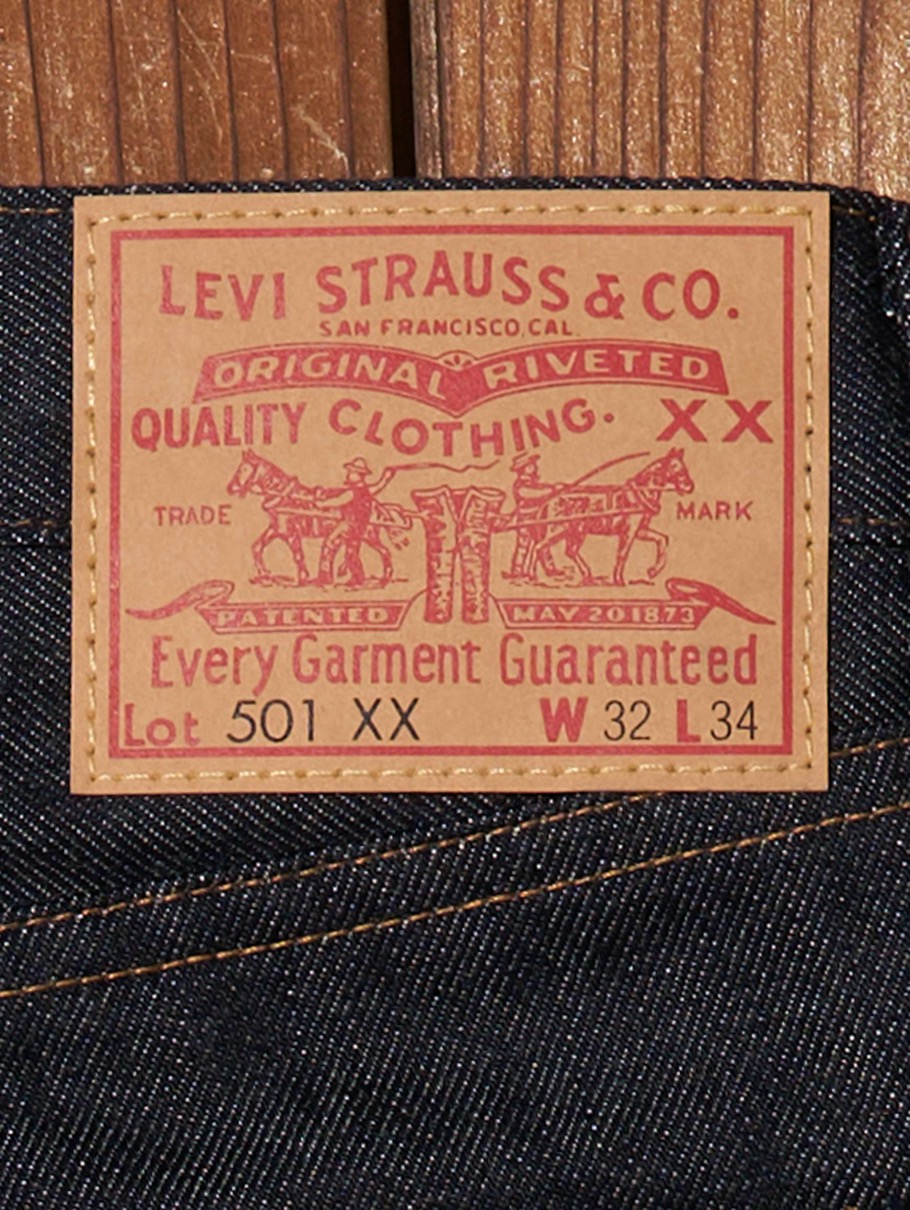 LEVI STRAUSS & CO.
SAN FRANCISCO, CAL.
ORIGINAL RIVETED
QUALITY CLOTHING. XX
TRADE MARK
PATENTED MAY 20 1873
Every Garment Guaranteed
Lot 501 XX W 32 L 34